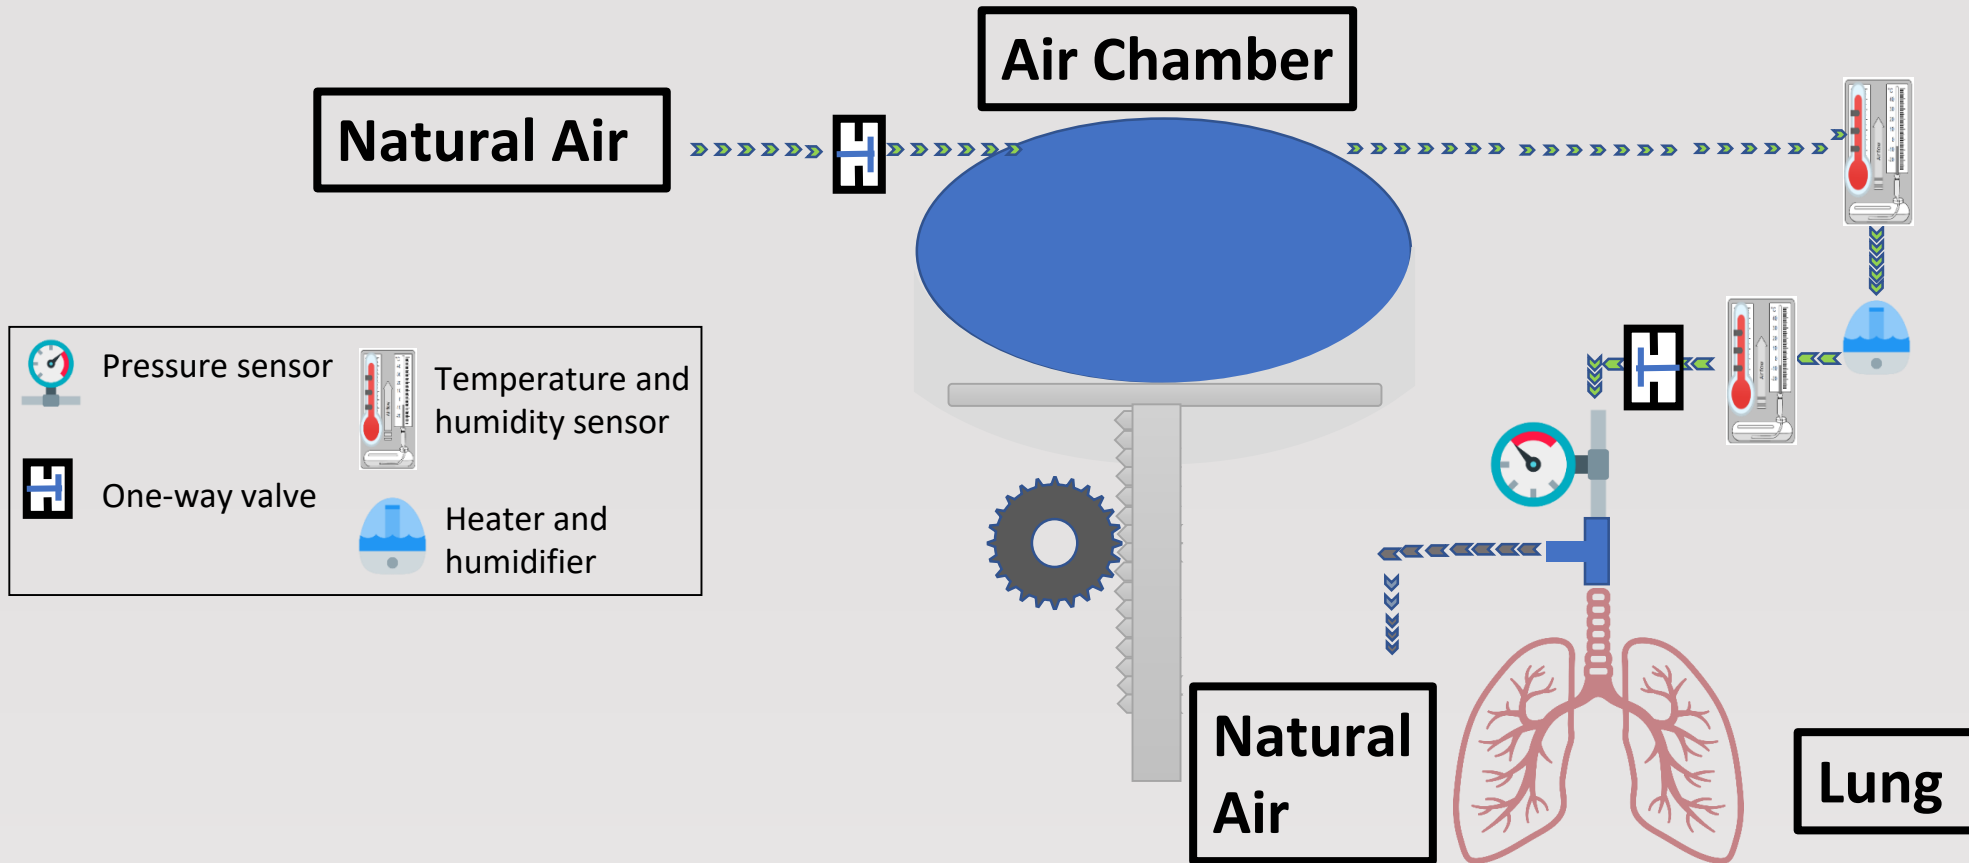 Air Chamber
Natural Air
Pressure sensor
Temperature and
humidity sensor
One-way valve
Heater and
humidifier
Natural
Air
Lung